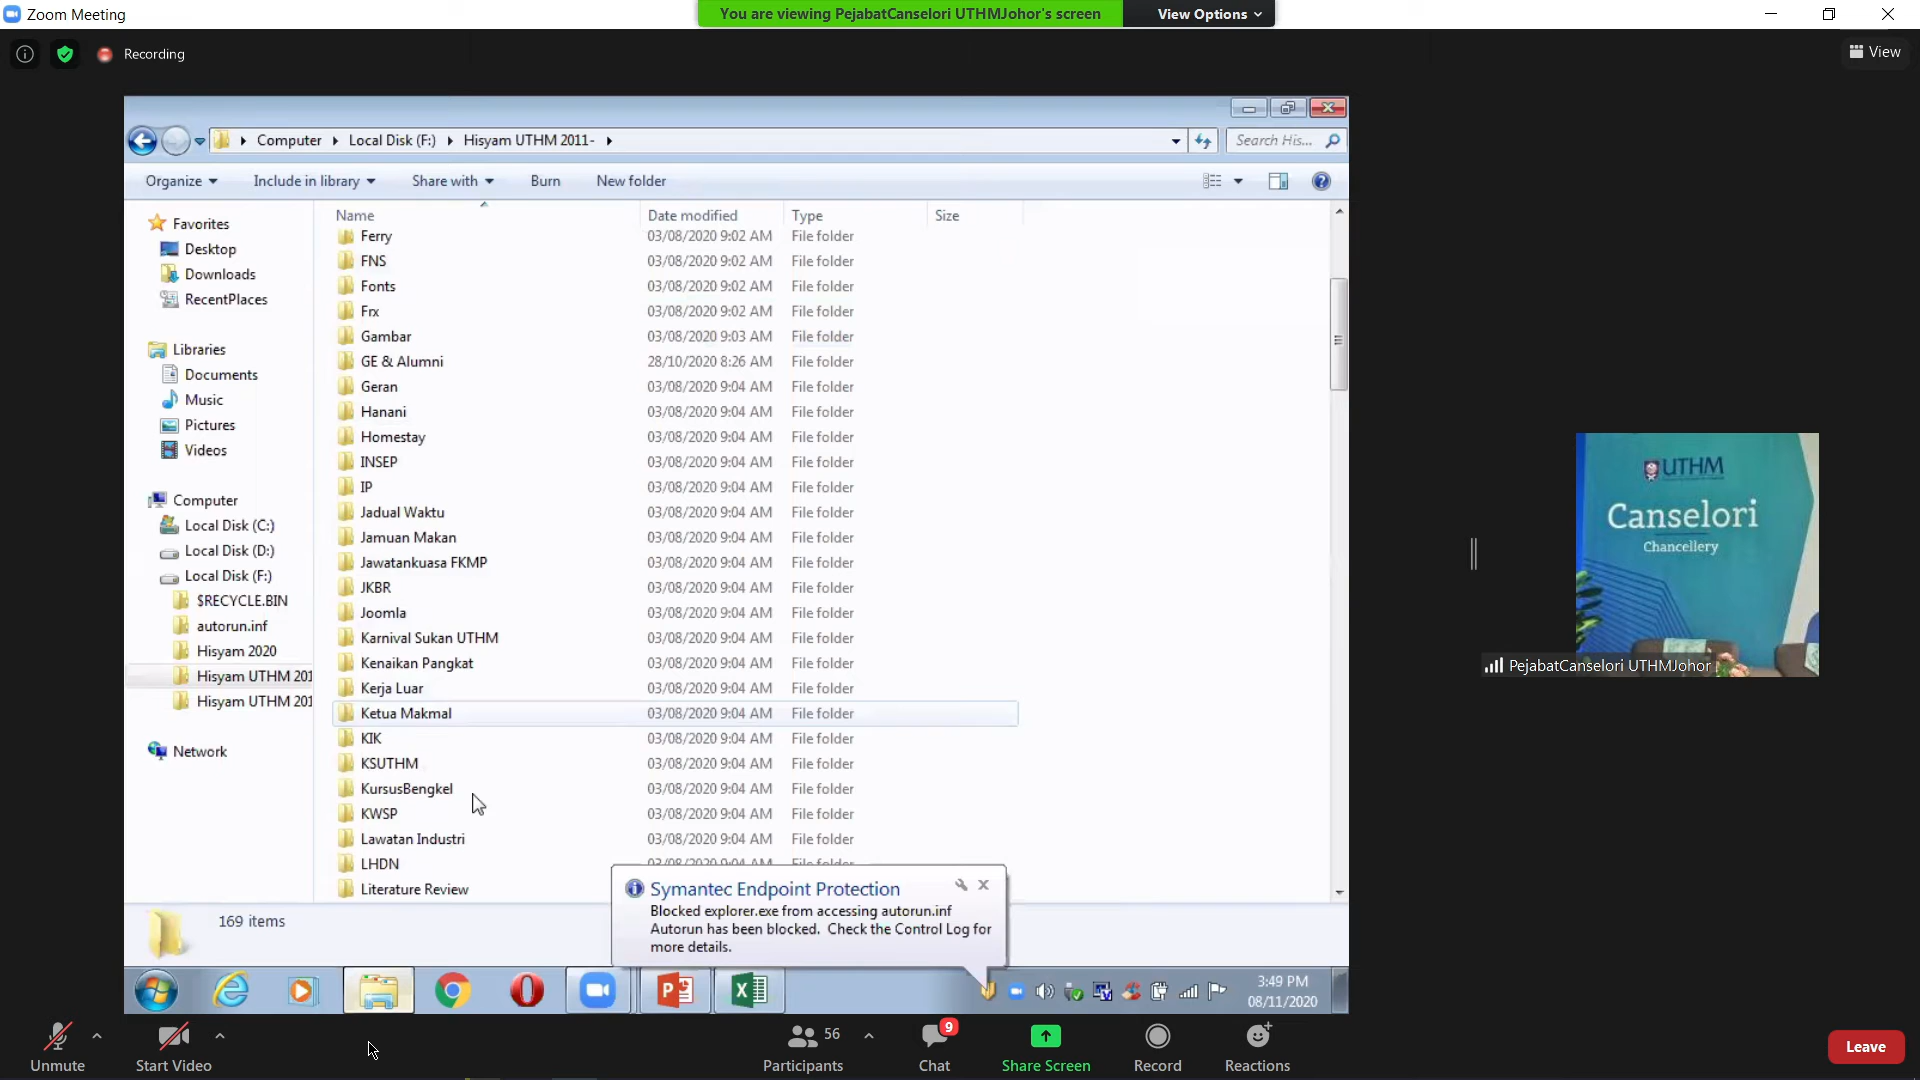 Zoom Meeting
You are viewing PejabatCanselori UTHMJohor's screen
View Options
Recording
View
Computer
Local Disk (F:)
Hisyam UTHM 2011-
Search His...
Organize
Include in library
Share with
Burn
New folder
Favorites
Desktop
Downloads
RecentPlaces
Libraries
Documents
Music
Pictures
Videos
Computer
Local Disk (C:)
Local Disk (D:)
Local Disk (F:)
$RECYCLE.BIN
autorun.inf
Hisyam 2020
Hisyam UTHM 201
Hisyam UTHM 201
Network
Name Date modified Type Size
Ferry 03/08/2020 9:02 AM File folder
FNS 03/08/2020 9:02 AM File folder
Fonts 03/08/2020 9:02 AM File folder
Frx 03/08/2020 9:02 AM File folder
Gambar 03/08/2020 9:03 AM File folder
GE & Alumni 28/10/2020 8:26 AM File folder
Geran 03/08/2020 9:04 AM File folder
Hanani 03/08/2020 9:04 AM File folder
Homestay 03/08/2020 9:04 AM File folder
INSEP 03/08/2020 9:04 AM File folder
IP 03/08/2020 9:04 AM File folder
Jadual Waktu 03/08/2020 9:04 AM File folder
Jamuan Makan 03/08/2020 9:04 AM File folder
Jawatankuasa FKMP 03/08/2020 9:04 AM File folder
JKBR 03/08/2020 9:04 AM File folder
Joomla 03/08/2020 9:04 AM File folder
Karnival Sukan UTHM 03/08/2020 9:04 AM File folder
Kenaikan Pangkat 03/08/2020 9:04 AM File folder
Kerja Luar 03/08/2020 9:04 AM File folder
Ketua Makmal 03/08/2020 9:04 AM File folder
KIK 03/08/2020 9:04 AM File folder
KSUTHM 03/08/2020 9:04 AM File folder
KursusBengkel 03/08/2020 9:04 AM File folder
KWSP 03/08/2020 9:04 AM File folder
Lawatan Industri 03/08/2020 9:04 AM File folder
LHDN 03/08/2020 9:04 AM File folder
Literature Review
169 items
Symantec Endpoint Protection
Blocked explorer.exe from accessing autorun.inf
Autorun has been blocked. Check the Control Log for
more details.
3:49 PM
08/11/2020
UTHM
Canselori
Chancellery
PejabatCanselori UTHMJohor
Unmute
Start Video
56
Participants
9
Chat
Share Screen
Record
Reactions
Leave